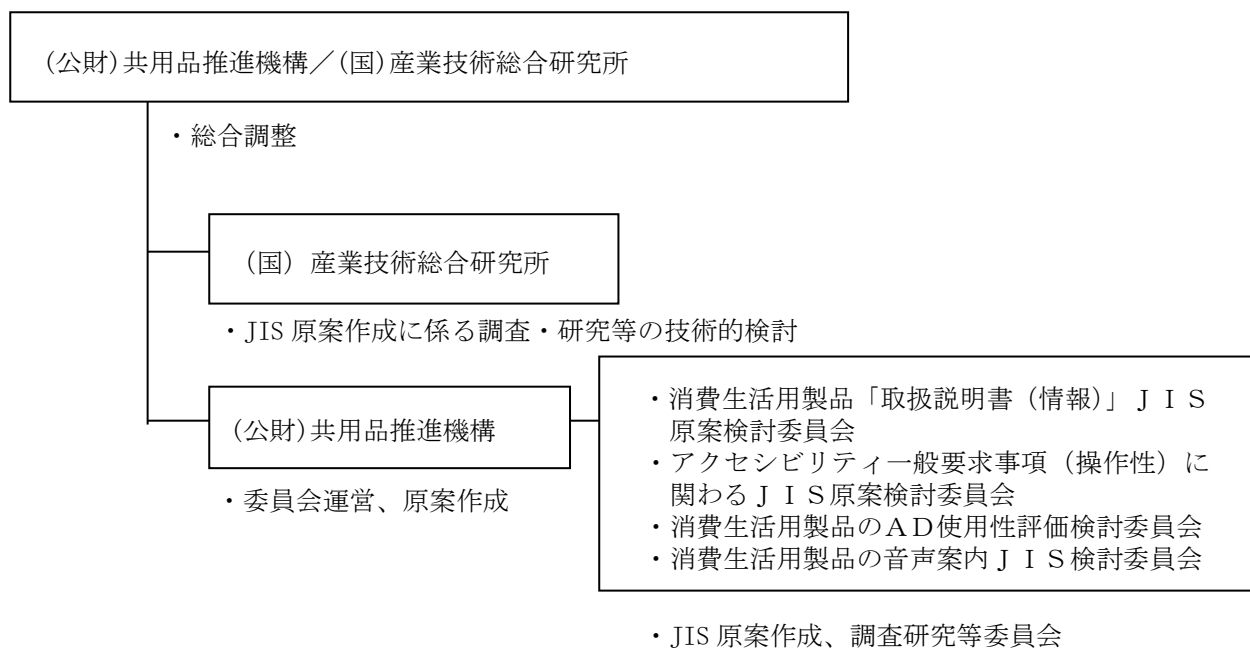 (公財)共用品推進機構／(国)産業技術総合研究所
・総合調整
（国）産業技術総合研究所
・JIS 原案作成に係る調査・研究等の技術的検討
(公財)共用品推進機構
・委員会運営、原案作成
・消費生活用製品「取扱説明書（情報）」ＪＩＳ
原案検討委員会
・アクセシビリティ一般要求事項（操作性）に
関わるＪＩＳ原案検討委員会
・消費生活用製品のＡＤ使用性評価検討委員会
・消費生活用製品の音声案内ＪＩＳ検討委員会
・JIS 原案作成、調査研究等委員会